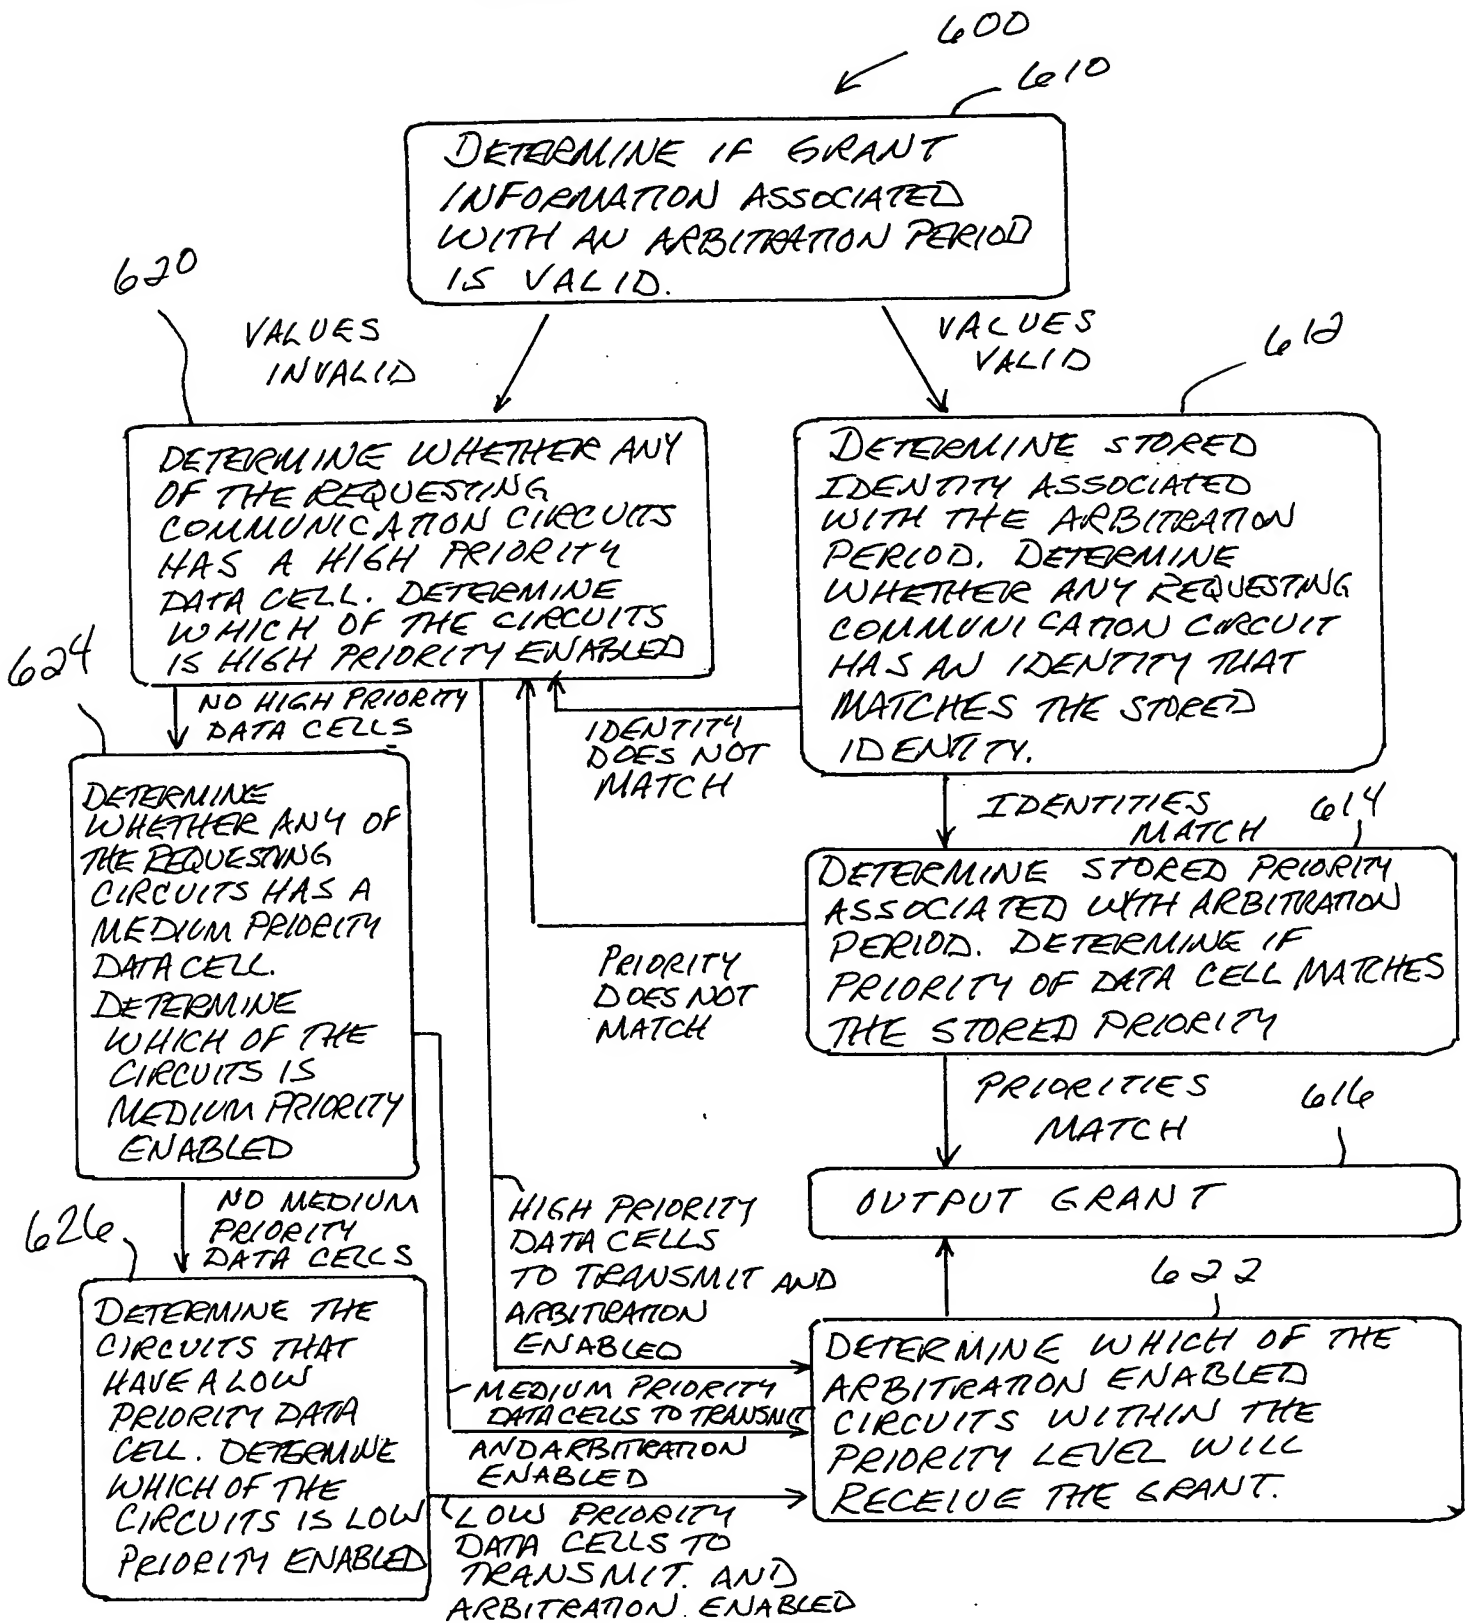 600
610
DETERMINE IF GRANT
INFORMATION ASSOCIATED
WITH AN ARBITRATION PERIOD
IS VALID.
620
VALUES
INVALID
VALUES
VALID
612
DETERMINE WHETHER ANY
OF THE REQUESTING
COMMUNICATION CIRCUITS
HAS A HIGH PRIORITY
DATA CELL. DETERMINE
WHICH OF THE CIRCUITS
IS HIGH PRIORITY ENABLED
DETERMINE STORED
IDENTITY ASSOCIATED
WITH THE ARBITRATION
PERIOD. DETERMINE
WHETHER ANY REQUESTING
COMMUNICATION CIRCUIT
HAS AN IDENTITY THAT
MATCHES THE STORED
IDENTITY.
624
NO HIGH PRIORITY
DATA CELLS
IDENTITY
DOES NOT
MATCH
IDENTITIES
MATCH
614
DETERMINE
WHETHER ANY OF
THE REQUESTING
CIRCUITS HAS A
MEDIUM PRIORITY
DATA CELL.
DETERMINE
WHICH OF THE
CIRCUITS IS
MEDIUM PRIORITY
ENABLED
DETERMINE STORED PRIORITY
ASSOCIATED WITH ARBITRATION
PERIOD. DETERMINE IF
PRIORITY OF DATA CELL MATCHES
THE STORED PRIORITY
PRIORITY
DOES NOT
MATCH
PRIORITIES
MATCH
616
OUTPUT GRANT
NO MEDIUM
PRIORITY
DATA CELLS
626
HIGH PRIORITY
DATA CELLS
TO TRANSMIT AND
ARBITRATION
ENABLED
622
DETERMINE THE
CIRCUITS THAT
HAVE A LOW
PRIORITY DATA
CELL. DETERMINE
WHICH OF THE
CIRCUITS IS LOW
PRIORITY ENABLED
MEDIUM PRIORITY
DATA CELLS TO TRANSMIT
AND ARBITRATION
ENABLED
DETERMINE WHICH OF THE
ARBITRATION ENABLED
CIRCUITS WITHIN THE
PRIORITY LEVEL WILL
RECEIVE THE GRANT.
LOW PRIORITY
DATA CELLS TO
TRANSMIT. AND
ARBITRATION. ENABLED